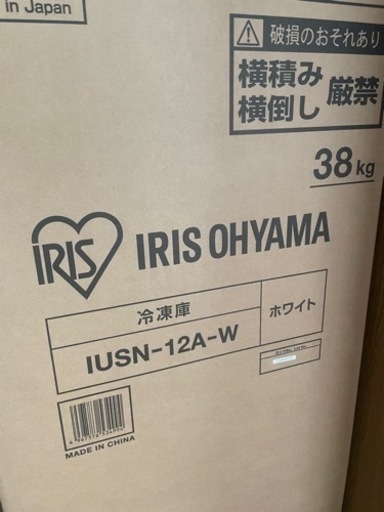 in Japan
破損のおそれあり
横積み
横倒し
厳禁
38kg
IRIS
IRIS OHYAMA
冷凍庫
ホワイト
IUSN-12A-W
MADE IN CHINA